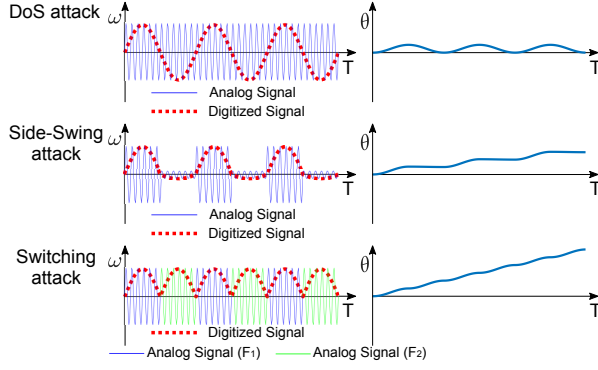 DoS attack
ω
θ
T
T
Analog Signal
Digitized Signal
Side-Swing
attack
ω
θ
T
T
Analog Signal
Digitized Signal
Switching
attack
ω
θ
T
T
Digitized Signal
Analog Signal (F₁)
Analog Signal (F₂)